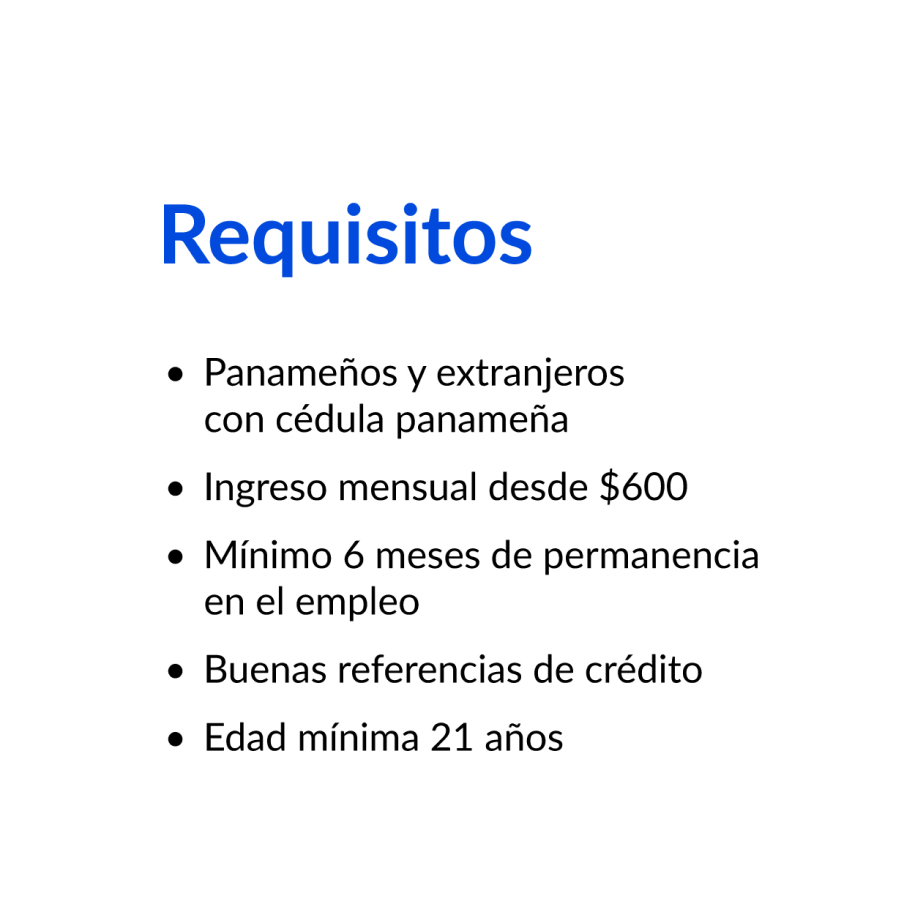 Requisitos
• Panameños y extranjeros
con cédula panameña
• Ingreso mensual desde $600
• Mínimo 6 meses de permanencia
en el empleo
• Buenas referencias de crédito
• Edad mínima 21 años